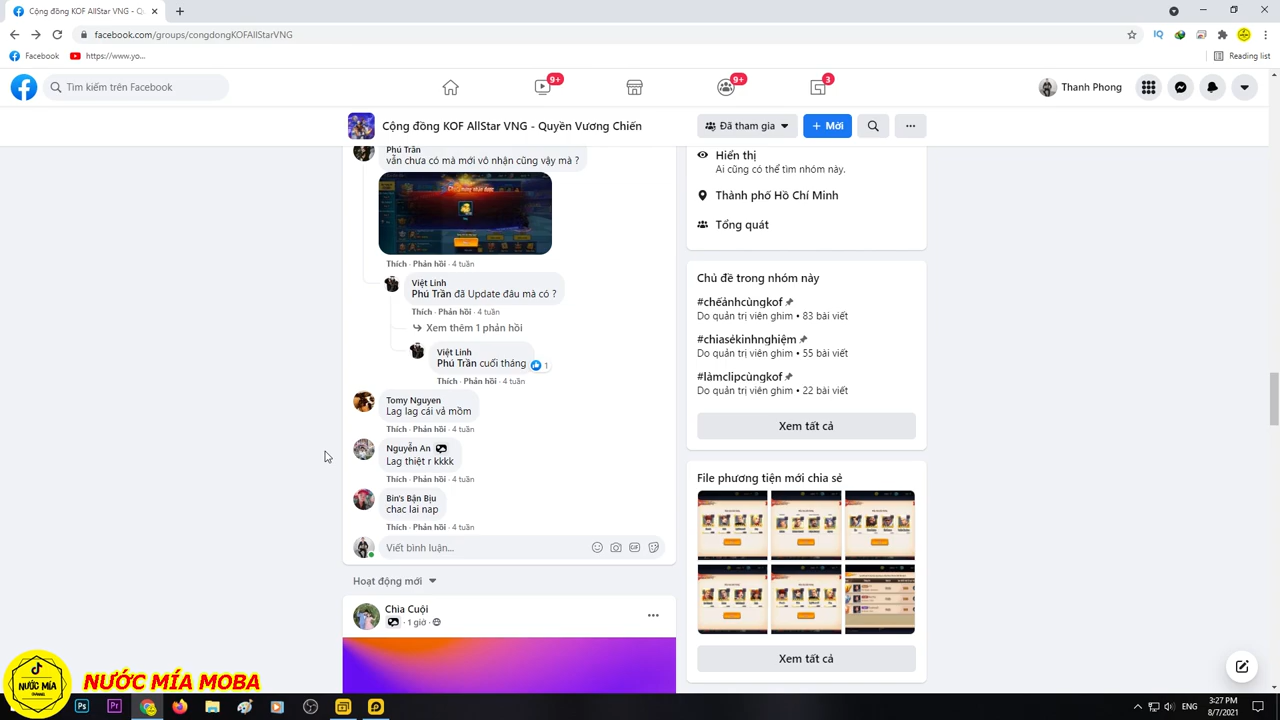 Cộng đồng KOF AllStar VNG - Qu
facebook.com/groups/congdongKOFAllStarVNG
IQ
Facebook
https://www.yo...
Reading list
Tìm kiếm trên Facebook
9+
9+
3
Thanh Phong
Cộng đồng KOF AllStar VNG - Quyền Vương Chiến
Đã tham gia
+ Mới
Phú Trần
vẫn chưa có mà mới vô nhận cũng vậy mà ?
Thích · Phản hồi · 4 tuần
Việt Linh
Phú Trần đã Update đâu mà có ?
Thích · Phản hồi · 4 tuần
Xem thêm 1 phản hồi
Việt Linh
Phú Trần cuối tháng
1
Thích · Phản hồi · 4 tuần
Tomy Nguyen
Lag lag cái vả mồm
Thích · Phản hồi · 4 tuần
Nguyễn An
Lag thiệt r kkkk
Thích · Phản hồi · 4 tuần
Bin's Bận Bịu
chac lai nap
Thích · Phản hồi · 4 tuần
Viết bình luận...
Hoạt động mới
Chia Cuội
· 1 giờ ·
Hiển thị
Ai cũng có thể tìm nhóm này.
Thành phố Hồ Chí Minh
Tổng quát
Chủ đề trong nhóm này
#chếảnhcùngkof
Do quản trị viên ghim • 83 bài viết
#chiasẻkinhnghiệm
Do quản trị viên ghim • 55 bài viết
#làmclipcùngkof
Do quản trị viên ghim • 22 bài viết
Xem tất cả
File phương tiện mới chia sẻ
Xem tất cả
NƯỚC MÍA
CHANNEL
NƯỚC MÍA MOBA
Ps
Pr
ENG
3:27 PM
8/7/2021